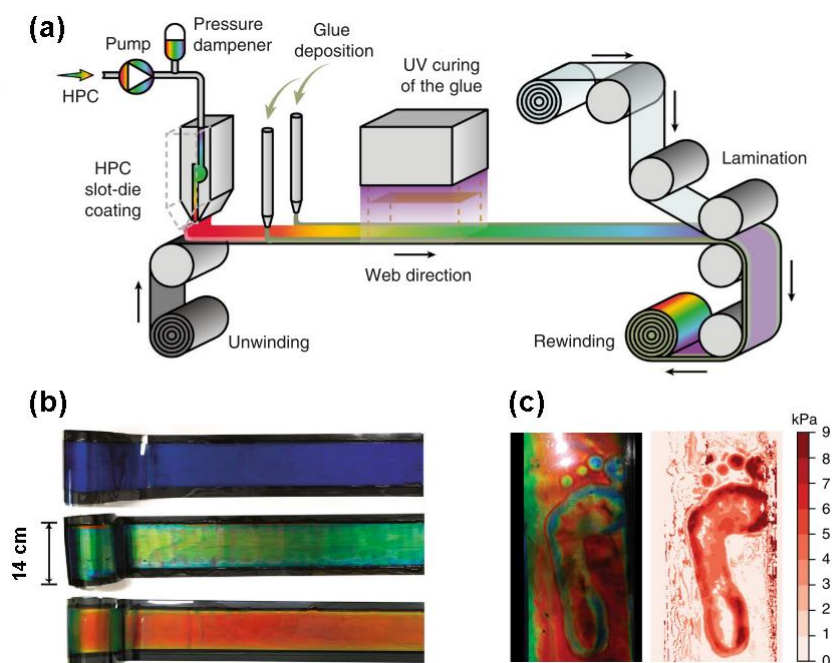 (a)
Pump
Pressure
dampener
HPC
Glue
deposition
UV curing
of the glue
HPC
slot-die
coating
Lamination
Web direction
Unwinding
Rewinding
(b)
14 cm
(c)
kPa
9
8
7
6
5
4
3
2
1
0